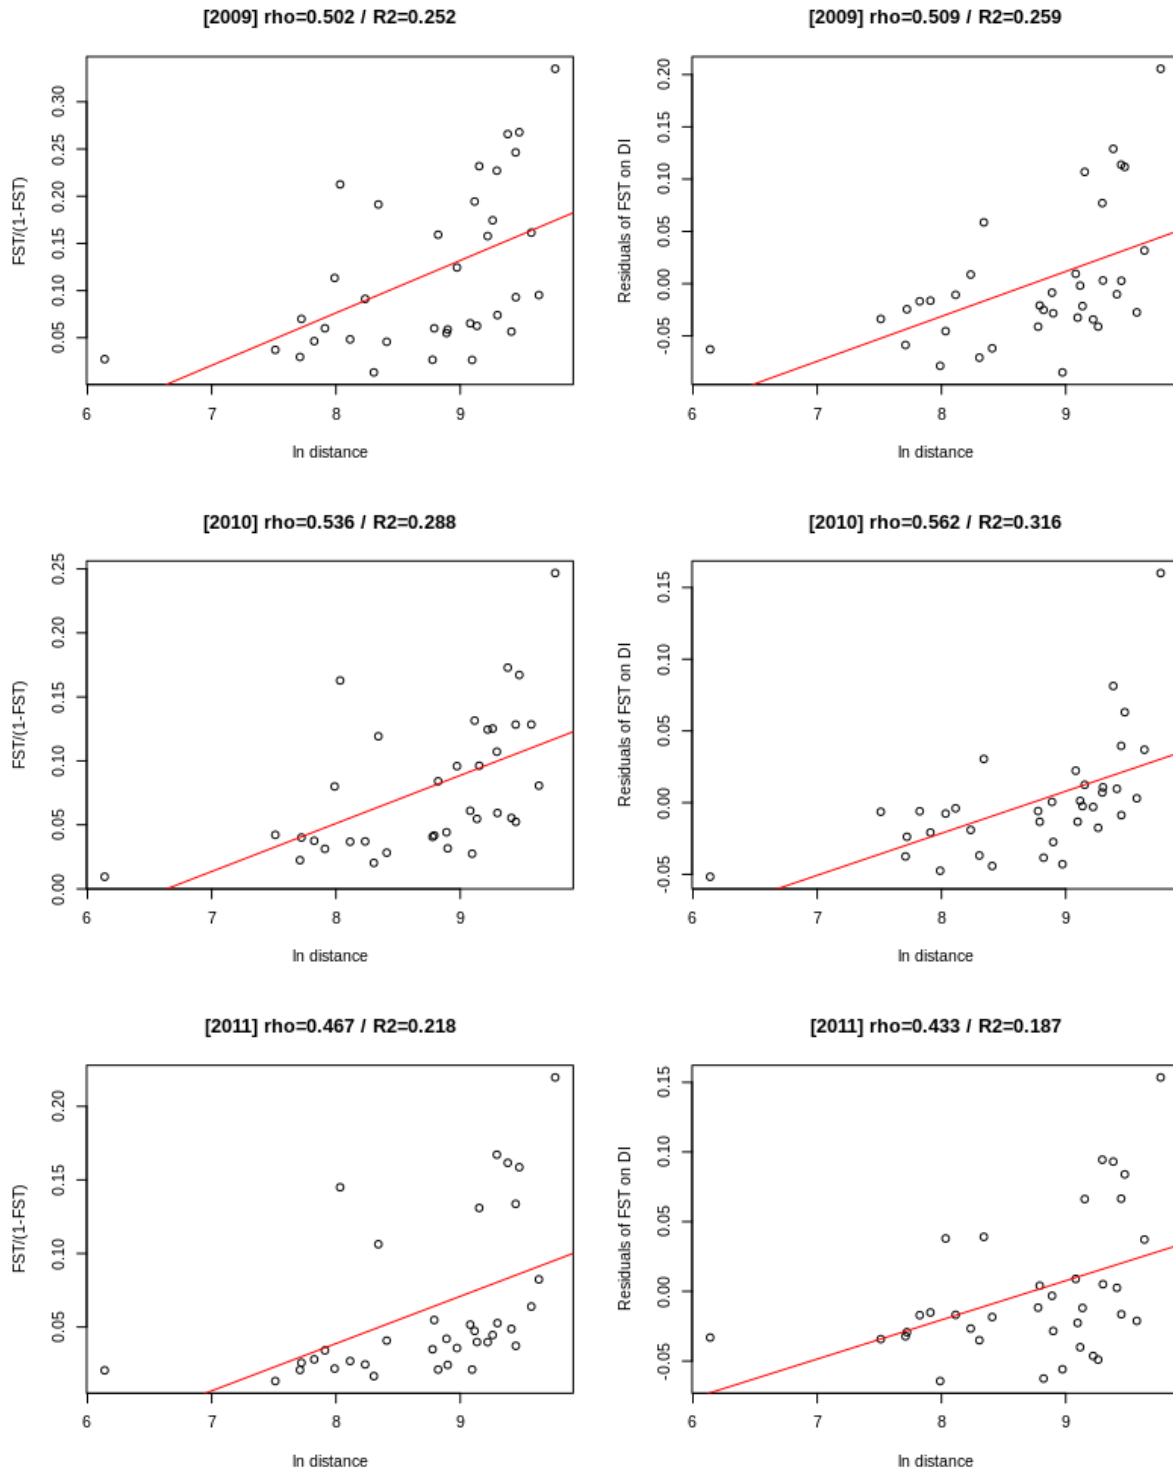 [2009] rho=0.502 / R2=0.252
FST/(1-FST)
0.30
0.25
0.20
0.15
0.10
0.05
6 7 8 9
ln distance
[2009] rho=0.509 / R2=0.259
Residuals of FST on DI
0.20
0.15
0.10
0.05
0.00
-0.05
6 7 8 9
ln distance
[2010] rho=0.536 / R2=0.288
FST/(1-FST)
0.25
0.20
0.15
0.10
0.05
0.00
6 7 8 9
ln distance
[2010] rho=0.562 / R2=0.316
Residuals of FST on DI
0.15
0.10
0.05
0.00
-0.05
6 7 8 9
ln distance
[2011] rho=0.467 / R2=0.218
FST/(1-FST)
0.20
0.15
0.10
0.05
6 7 8 9
ln distance
[2011] rho=0.433 / R2=0.187
Residuals of FST on DI
0.15
0.10
0.05
0.00
-0.05
6 7 8 9
ln distance